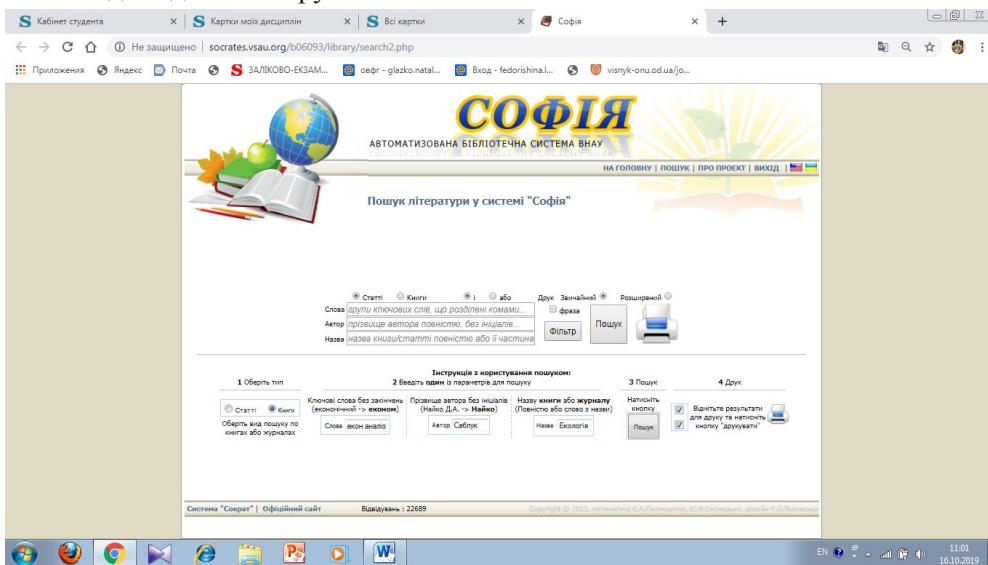 Кабінет студента
Картки моїх дисциплін
Всі картки
Софія
Не защищено | socrates.vsau.org/b06093/library/search2.php
Приложения Яндекс Почта ЗАЛІКОВО-ЕКЗАМ... овфг - glazko.natal... Вход - fedorishina.l... visnyk-onu.od.ua/jo...
СОФІЯ
АВТОМАТИЗОВАНА БІБЛІОТЕЧНА СИСТЕМА ВНАУ
НА ГОЛОВНУ | ПОШУК | ПРО ПРОЕКТ | ВИХІД |
Пошук літератури у системі "Софія"
Статті Книги і або Друк Звичайний Розширений
Слова групи ключових слів, що розділені комами...
фраза
Автор прізвище автора повністю, без ініціалів...
Фільтр Пошук
Назва назва книги/статті повністю або її частина
Інструкція з користування пошуком:
1 Оберіть тип
2 Введіть один із параметрів для пошуку
3 Пошук
4 Друк
Статті Книги
Оберіть вид пошуку по
книгах або журналах
Ключові слова без закінчень
(економічний -> економ)
Слова екон аналіз
Прізвище автора без ініціалів
(Найко Д.А. -> Найко)
Автор Саблук
Назву книги або журналу
(Повністю або слово з назви)
Назва Екологія
Натисніть
кнопку
Пошук
Відмітьте результати
для друку та натисніть
кнопку "друкувати"
Система "Сократ" | Офіційний сайт
Відвідувань : 22689
Copyright © 2013,
EN
11:01
16.10.2019